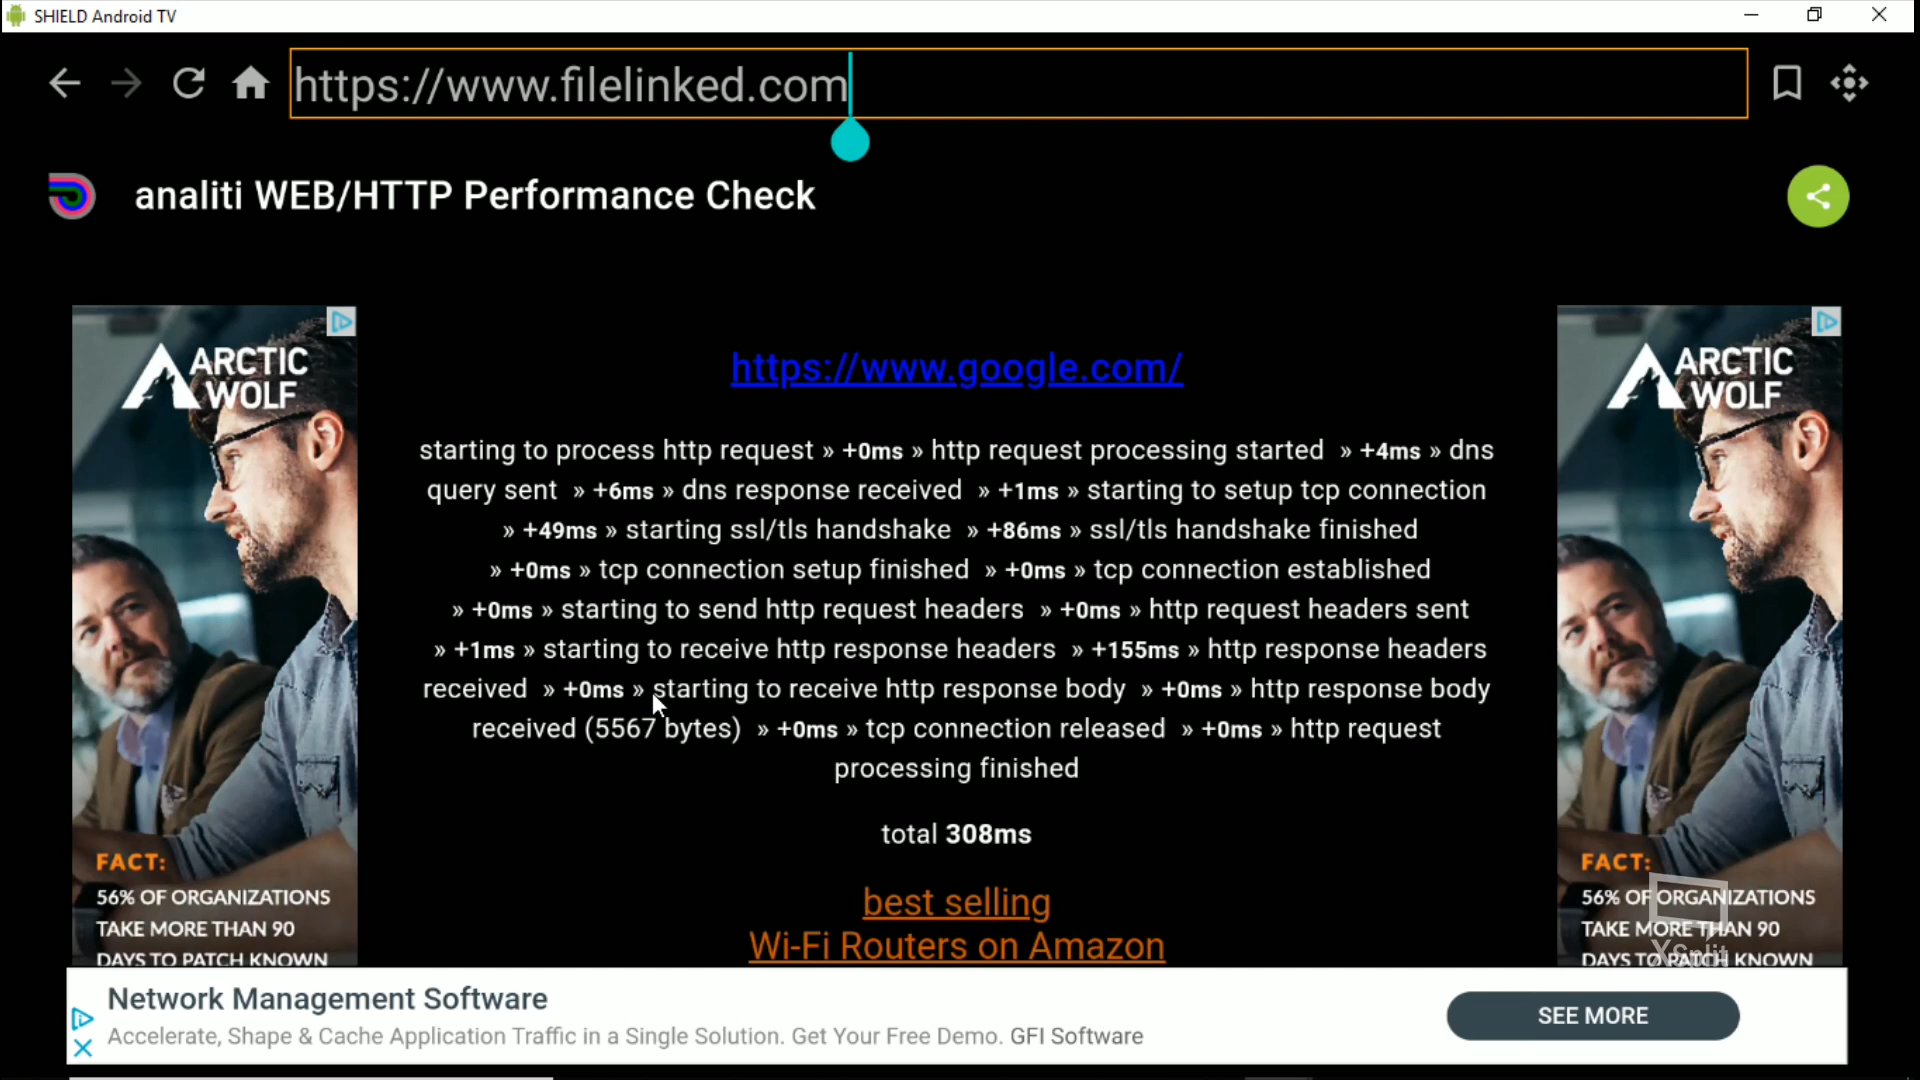 SHIELD Android TV
https://www.filelinked.com
analiti WEB/HTTP Performance Check
ARCTIC
WOLF
FACT:
56% OF ORGANIZATIONS
TAKE MORE THAN 90
DAYS TO PATCH KNOWN
https://www.google.com/
starting to process http request » +0ms » http request processing started » +4ms » dns
query sent » +6ms » dns response received » +1ms » starting to setup tcp connection
» +49ms » starting ssl/tls handshake » +86ms » ssl/tls handshake finished
» +0ms » tcp connection setup finished » +0ms » tcp connection established
» +0ms » starting to send http request headers » +0ms » http request headers sent
» +1ms » starting to receive http response headers » +155ms » http response headers
received » +0ms » starting to receive http response body » +0ms » http response body
received (5567 bytes) » +0ms » tcp connection released » +0ms » http request
processing finished
total 308ms
best selling
Wi-Fi Routers on Amazon
ARCTIC
WOLF
FACT:
56% OF ORGANIZATIONS
TAKE MORE THAN 90
DAYS TO PATCH KNOWN
XSplit
Network Management Software
Accelerate, Shape & Cache Application Traffic in a Single Solution. Get Your Free Demo. GFI Software
SEE MORE